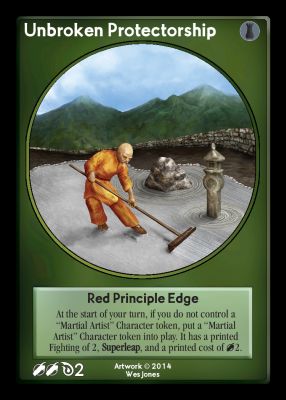 Unbroken Protectorship
Red Principle Edge
At the start of your turn, if you do not control a
“Martial Artist” Character token, put a “Martial
Artist” Character token into play. It has a printed
Fighting of 2, Superleap, and a printed cost of 2.
2
Artwork © 2014
Wes Jones